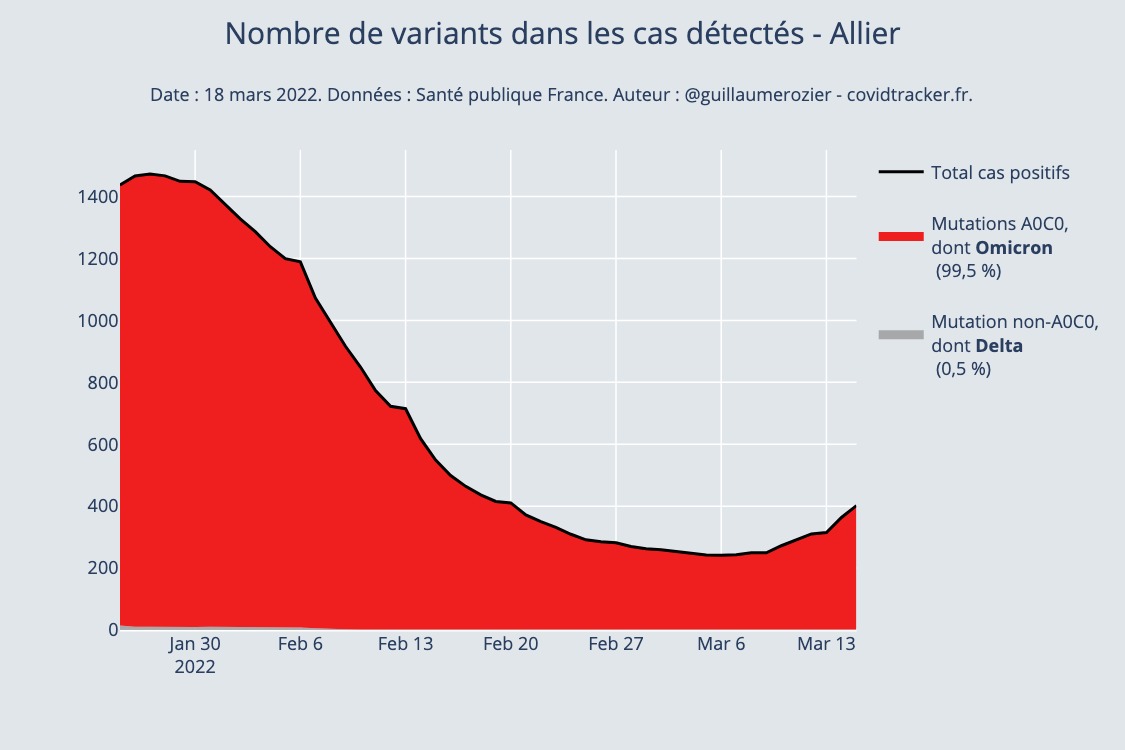 Nombre de variants dans les cas détectés - Allier
Date : 18 mars 2022. Données : Santé publique France. Auteur : @guillaumerozier - covidtracker.fr.
1400
1200
1000
800
600
400
200
0
Jan 30
2022
Feb 6
Feb 13
Feb 20
Feb 27
Mar 6
Mar 13
Total cas positifs
Mutations A0C0,
dont Omicron
(99,5 %)
Mutation non-A0C0,
dont Delta
(0,5 %)